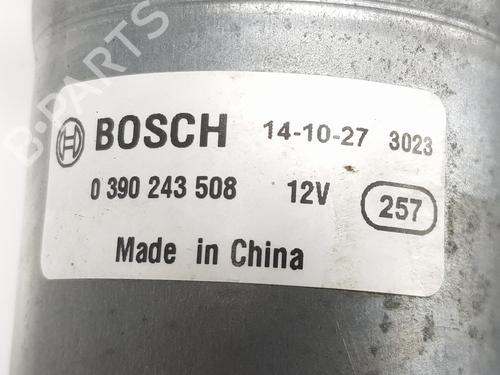 B-PARTS
BOSCH 14-10-27 3023
0 390 243 508 12V 257
Made in China